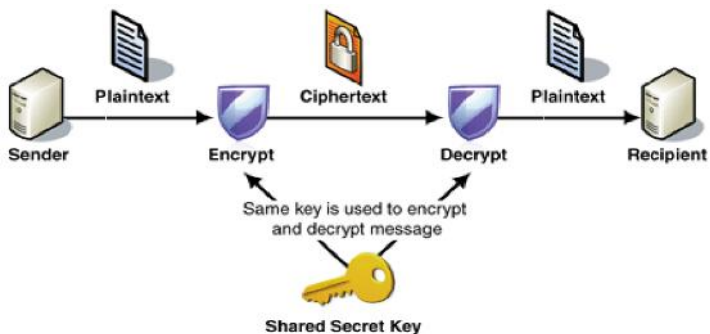 Plaintext
Ciphertext
Plaintext
Sender
Encrypt
Decrypt
Recipient
Same key is used to encrypt
and decrypt message
Shared Secret Key